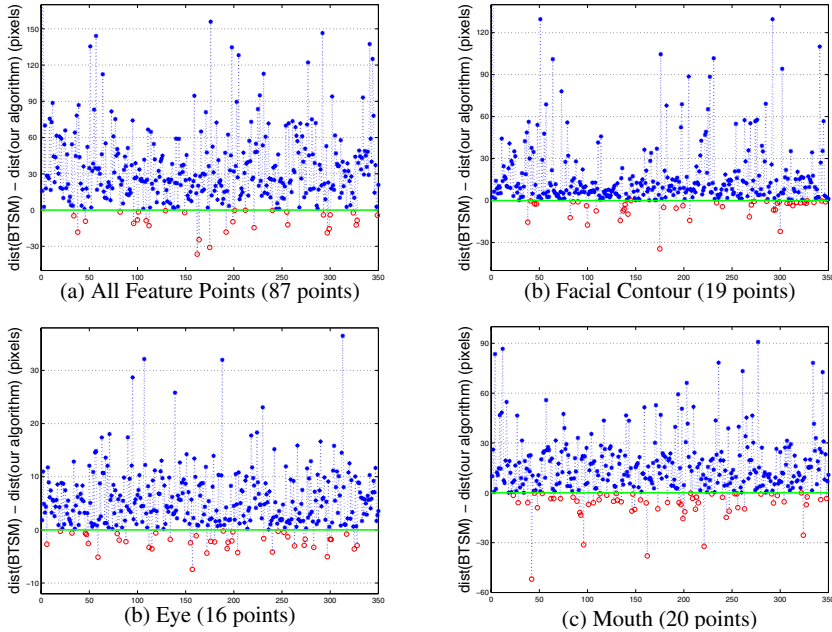 dist(BTSM) − dist(our algorithm) (pixels)
150
120
90
60
30
0
−30
0 50 100 150 200 250 300 350
(a) All Feature Points (87 points)
dist(BTSM) − dist(our algorithm) (pixels)
120
90
60
30
0
−30
0 50 100 150 200 250 300 350
(b) Facial Contour (19 points)
dist(BTSM) − dist(our algorithm) (pixels)
30
20
10
0
−10
0 50 100 150 200 250 300 350
(b) Eye (16 points)
dist(BTSM) − dist(our algorithm) (pixels)
90
60
30
0
−30
−60
0 50 100 150 200 250 300 350
(c) Mouth (20 points)